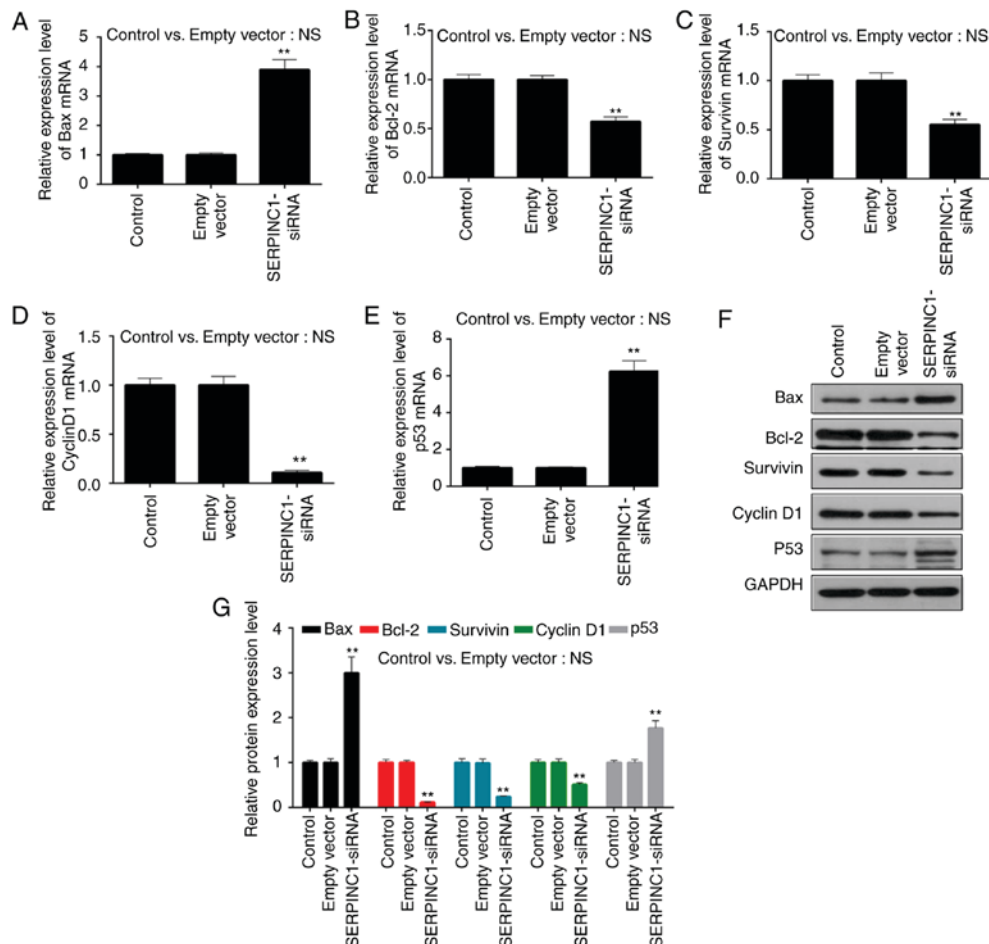 A
Control vs. Empty vector : NS
Relative expression level
of Bax mRNA
5
4
3
2
1
0
**
Control
Empty
vector
SERPINC1-
siRNA
B
Control vs. Empty vector : NS
Relative expression level
of Bcl-2 mRNA
1.5
1.0
0.5
0.0
**
Control
Empty
vector
SERPINC1-
siRNA
C
Control vs. Empty vector : NS
Relative expression level
of Survivin mRNA
1.5
1.0
0.5
0.0
**
Control
Empty
vector
SERPINC1-
siRNA
D
Control vs. Empty vector : NS
Relative expression level of
CyclinD1 mRNA
1.5
1.0
0.5
0.0
**
Control
Empty
vector
SERPINC1-
siRNA
E
Control vs. Empty vector : NS
Relative expression level of
p53 mRNA
8
6
4
2
0
**
Control
Empty
vector
SERPINC1-
siRNA
F
Control
Empty
vector
SERPINC1-
siRNA
Bax
Bcl-2
Survivin
Cyclin D1
P53
GAPDH
G
Bax Bcl-2 Survivin Cyclin D1 p53
Control vs. Empty vector : NS
Relative protein expression level
4
3
2
1
0
**
**
**
**
**
Control
Empty vector
SERPINC1-siRNA
Control
Empty vector
SERPINC1-siRNA
Control
Empty vector
SERPINC1-siRNA
Control
Empty vector
SERPINC1-siRNA
Control
Empty vector
SERPINC1-siRNA